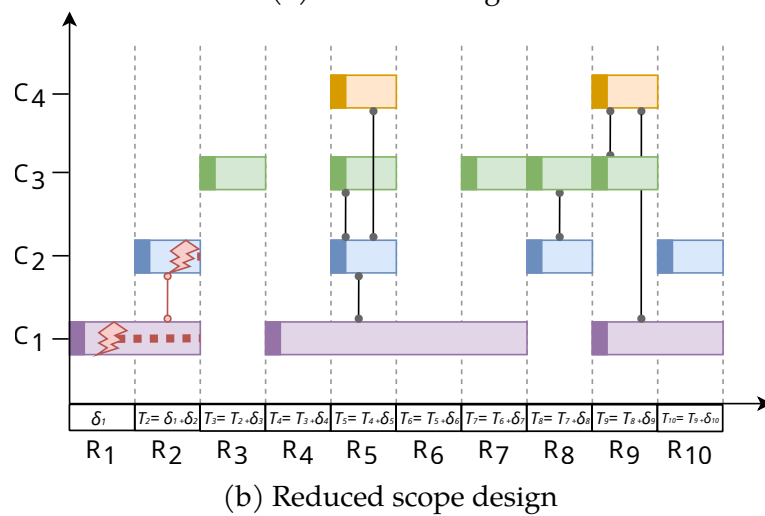 C4
C3
C2
C1
δ1 T2= δ1+δ2 T3= T2+δ3 T4= T3+δ4 T5= T4+δ5 T6= T5+δ6 T7= T6+δ7 T8= T7+δ8 T9= T8+δ9 T10= T9+δ10
R1 R2 R3 R4 R5 R6 R7 R8 R9 R10
(b) Reduced scope design